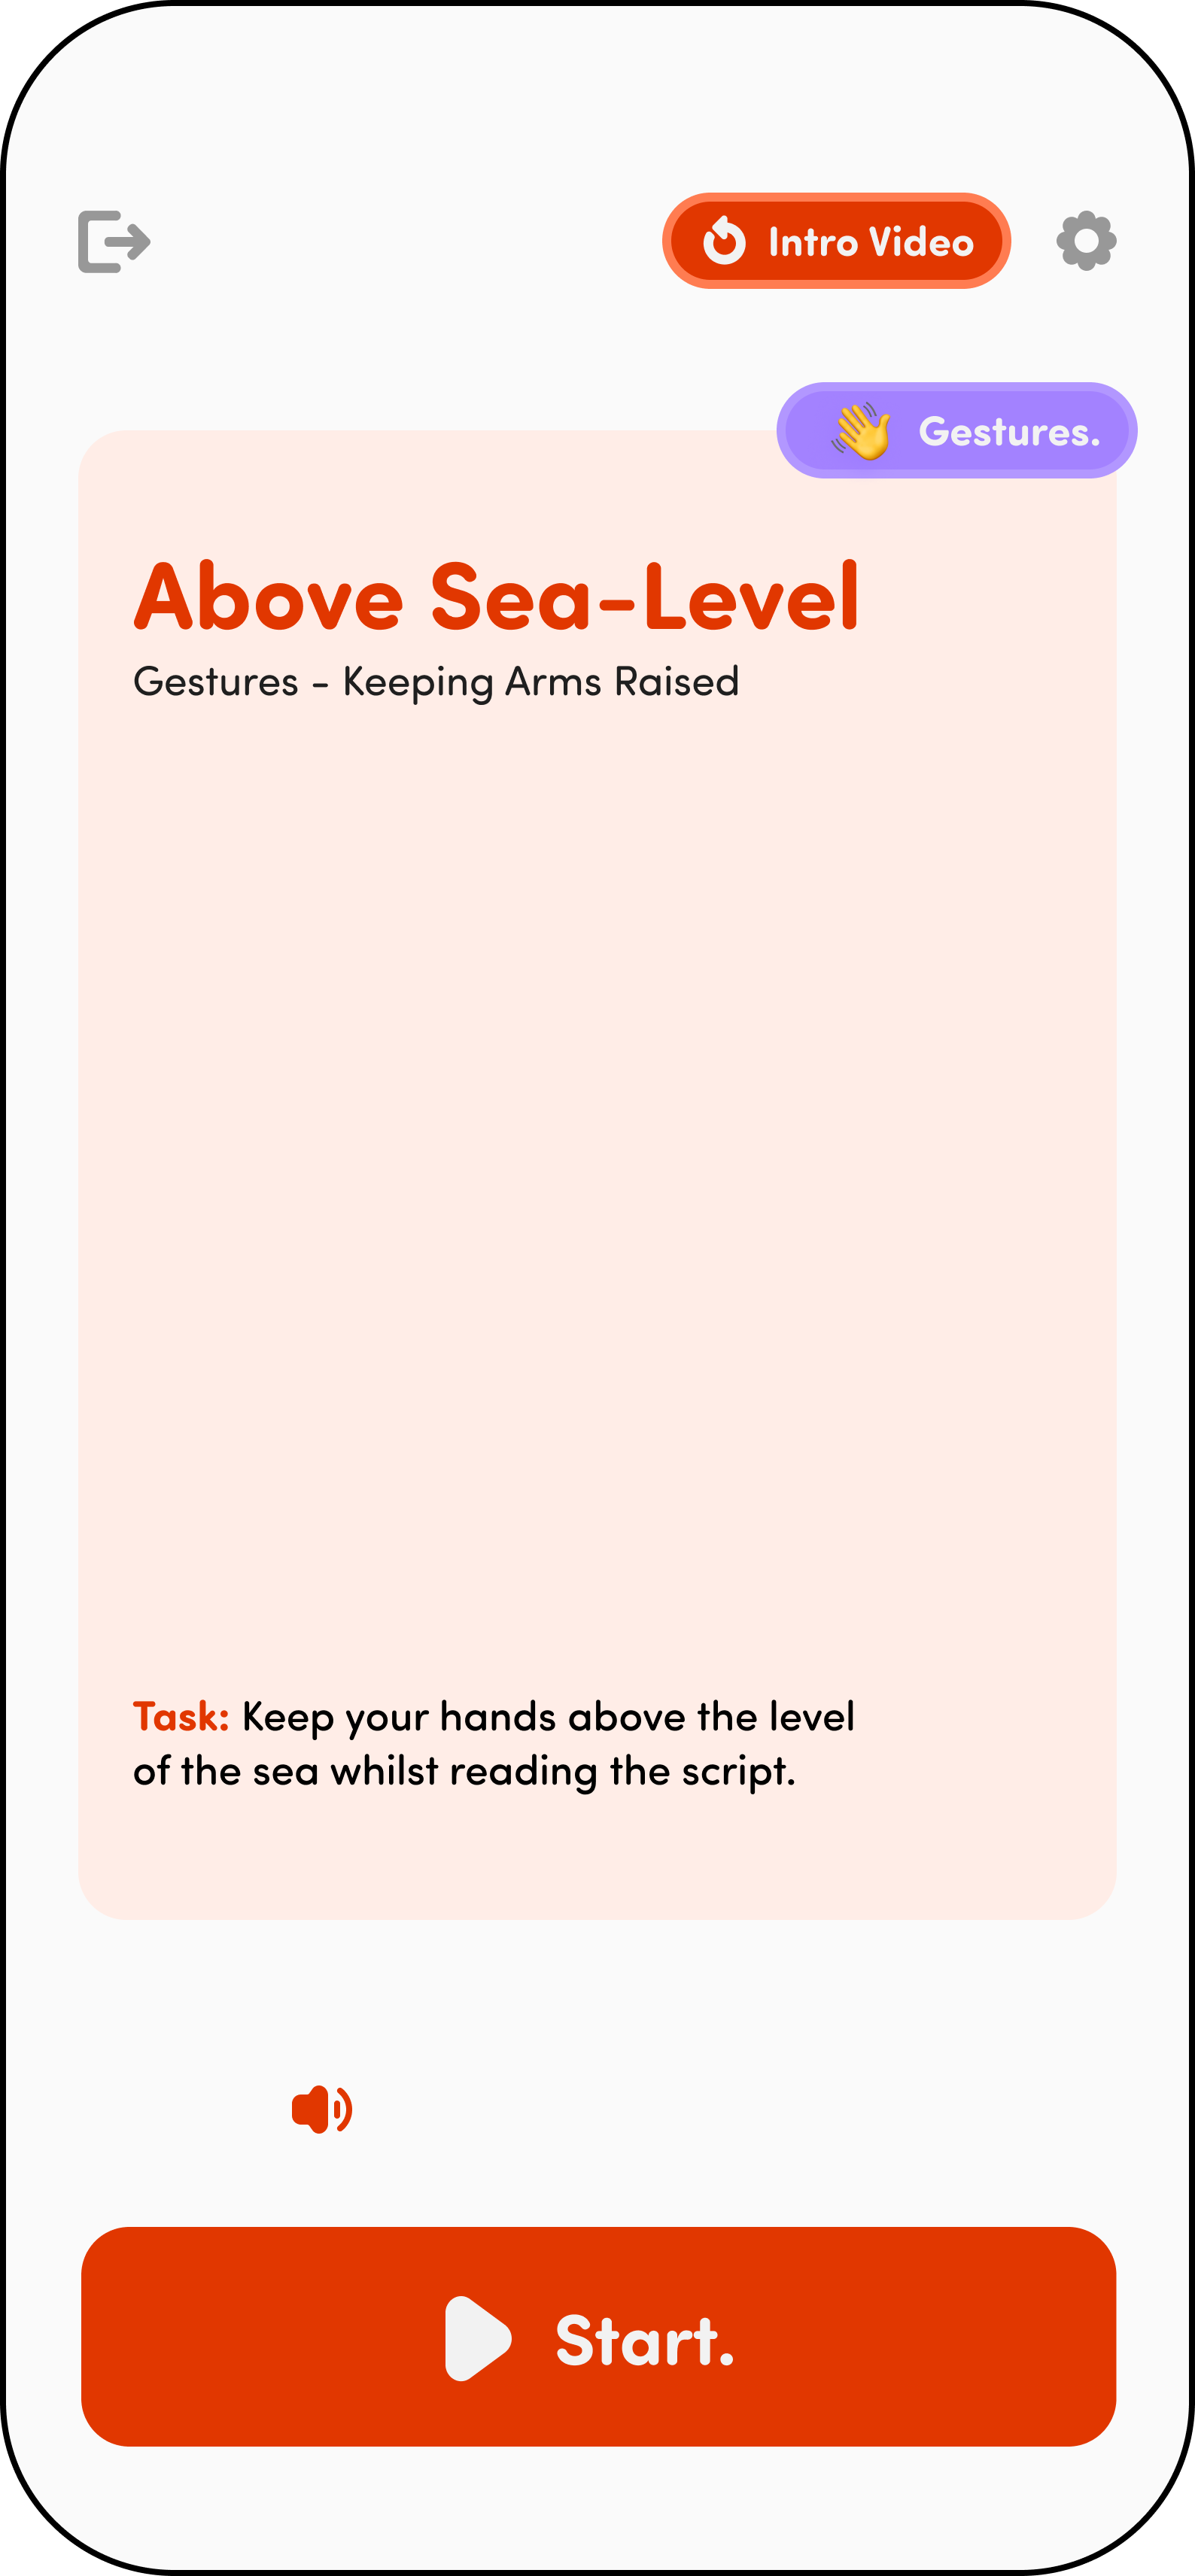 Intro Video
Gestures.
Above Sea-Level
Gestures - Keeping Arms Raised
Task: Keep your hands above the level
of the sea whilst reading the script.
Start.